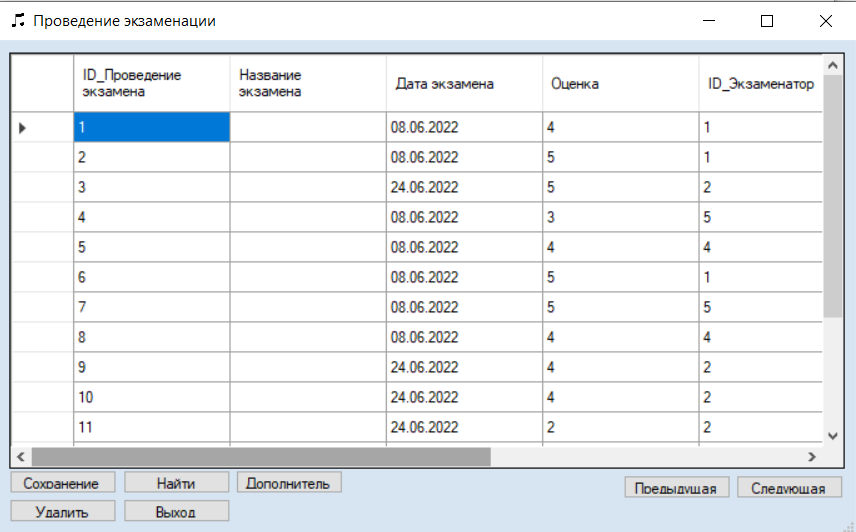 Проведение экзаменации
ID_Проведение экзамена Название экзамена Дата экзамена Оценка ID_Экзаменатор
1 08.06.2022 4 1
2 08.06.2022 5 1
3 24.06.2022 5 2
4 08.06.2022 3 5
5 08.06.2022 4 4
6 08.06.2022 5 1
7 08.06.2022 5 5
8 08.06.2022 4 4
9 24.06.2022 4 2
10 24.06.2022 4 2
11 24.06.2022 2 2
Сохранение Найти Дополнитель Предыдущая Следующая
Удалить Выход